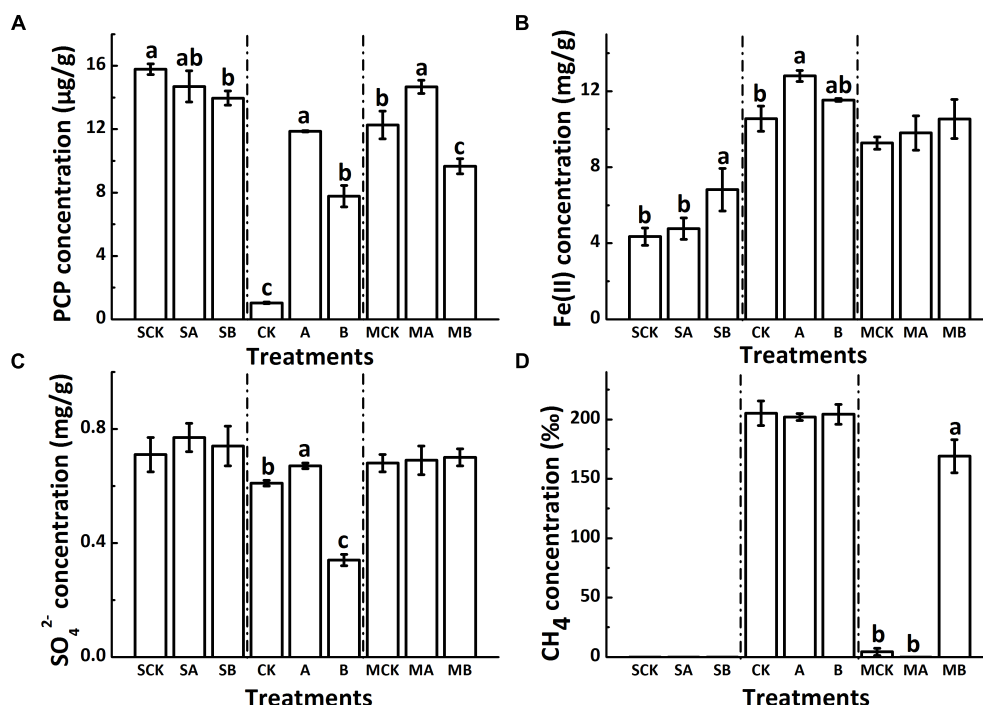 A
PCP concentration (µg/g)
16
12
8
4
0
a
ab
b
c
a
b
b
a
c
SCK SA SB CK A B MCK MA MB
Treatments
B
Fe(II) concentration (mg/g)
12
8
4
0
b
b
a
b
a
ab
SCK SA SB CK A B MCK MA MB
Treatments
C
SO₄²⁻ concentration (mg/g)
0.8
0.4
0.0
b
a
c
SCK SA SB CK A B MCK MA MB
Treatments
D
CH4 concentration (‰)
200
150
100
50
0
b
b
a
SCK SA SB CK A B MCK MA MB
Treatments